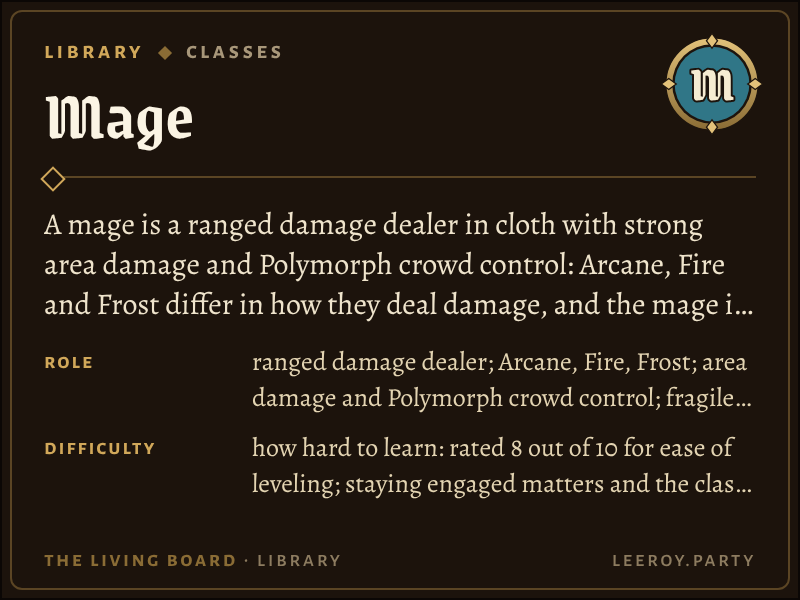 LIBRARY ◆ CLASSES
M
Mage
A mage is a ranged damage dealer in cloth with strong
area damage and Polymorph crowd control: Arcane, Fire
and Frost differ in how they deal damage, and the mage i…
ROLE
ranged damage dealer; Arcane, Fire, Frost; area
damage and Polymorph crowd control; fragile…
DIFFICULTY
how hard to learn: rated 8 out of 10 for ease of
leveling; staying engaged matters and the clas…
THE LIVING BOARD · LIBRARY
LEEROY.PARTY